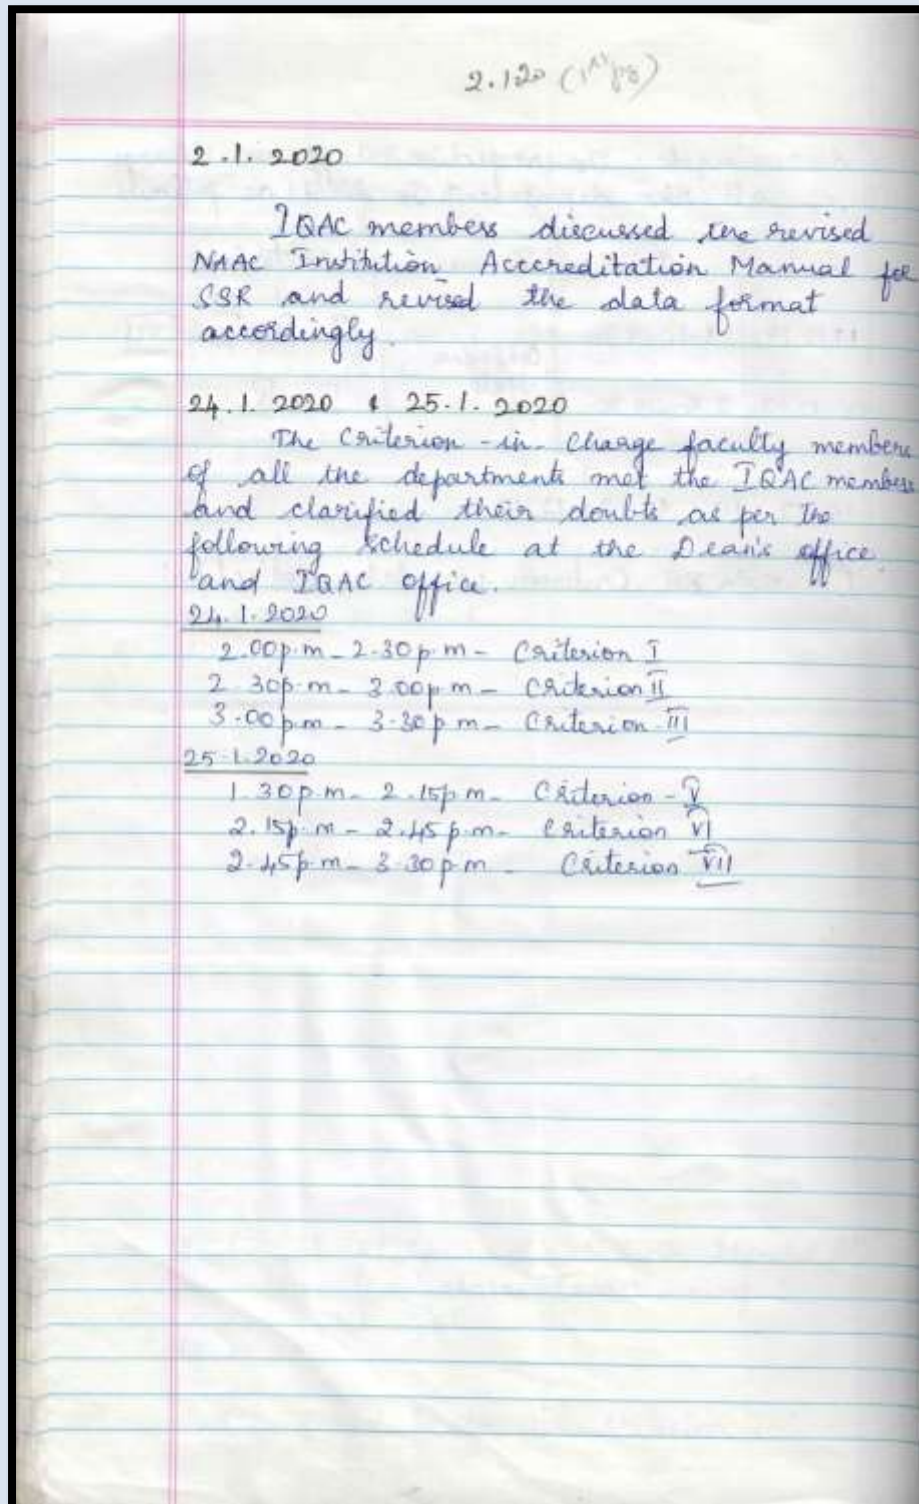 2.1.20 (1st pg)
2.1.2020
IQAC members discussed the revised
NAAC Institution Accreditation Manual for
SSR and revised the data format
accordingly.
24.1.2020 & 25.1.2020
The Criterion-in-Charge faculty members
of all the departments met the IQAC members
and clarified their doubts as per the
following schedule at the Dean's office
and IQAC office.
24.1.2020
2.00p.m - 2.30p.m - Criterion I
2.30p.m - 3.00p.m - Criterion II
3.00p.m - 3.30p.m - Criterion III
25.1.2020
1.30p.m - 2.15p.m - Criterion - V
2.15p.m - 2.45p.m - Criterion VI
2.45p.m - 3.30p.m - Criterion VII